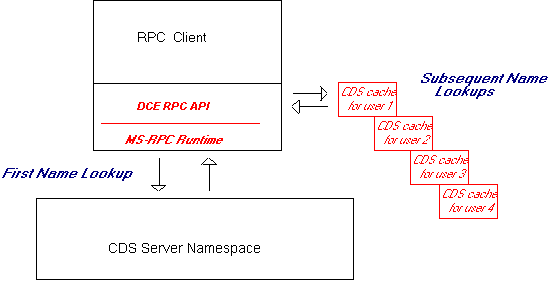 RPC Client
DCE RPC API
MS-RPC Runtime
First Name Lookup
CDS Server Namespace
Subsequent Name
Lookups
CDS cache
for user 1
CDS cache
for user 2
CDS cache
for user 3
CDS cache
for user 4